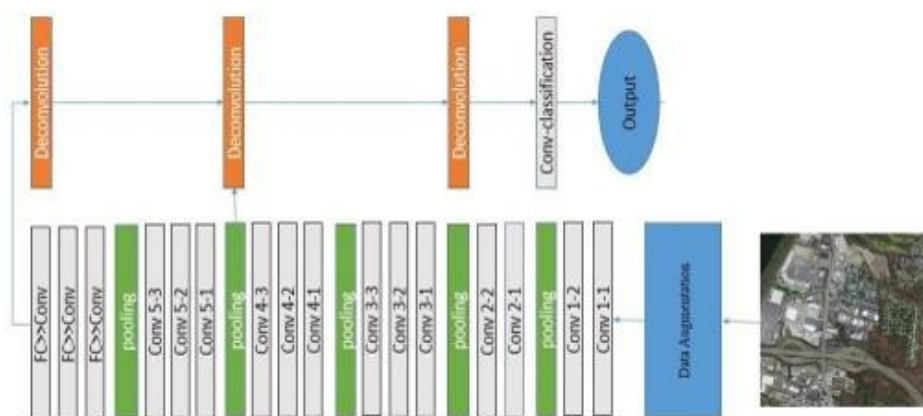 Deconvolution
Deconvolution
Deconvolution
Conv-classification
Output
FC>>Conv
FC>>Conv
FC>>Conv
pooling
Conv 5-3
Conv 5-2
Conv 5-1
pooling
Conv 4-3
Conv 4-2
Conv 4-1
pooling
Conv 3-3
Conv 3-2
Conv 3-1
pooling
Conv 2-2
Conv 2-1
pooling
Conv 1-2
Conv 1-1
Data Augmentation